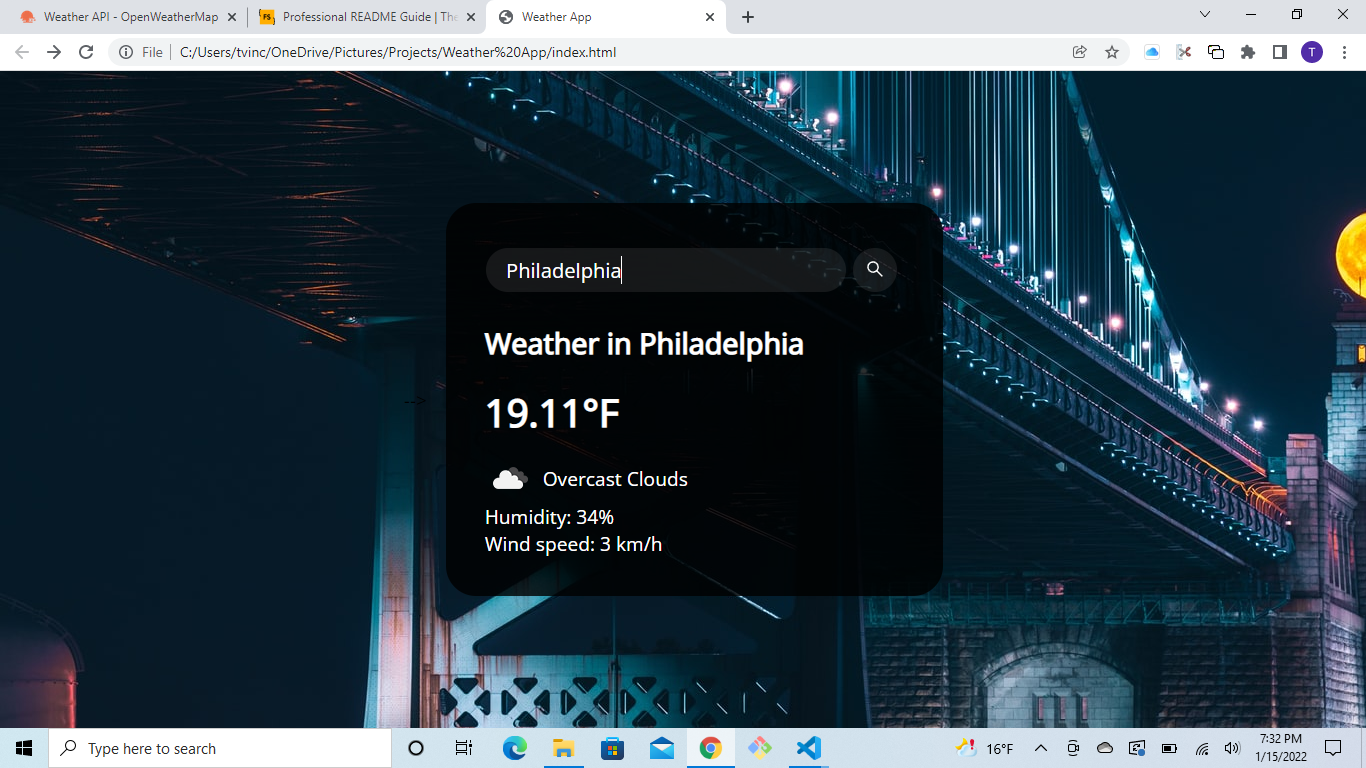 Weather API - OpenWeatherMap
Professional README Guide | The
Weather App
File
C:/Users/tvinc/OneDrive/Pictures/Projects/Weather%20App/index.html
T
Philadelphia
Weather in Philadelphia
-->
19.11°F
Overcast Clouds
Humidity: 34%
Wind speed: 3 km/h
Type here to search
16°F
7:32 PM
1/15/2022